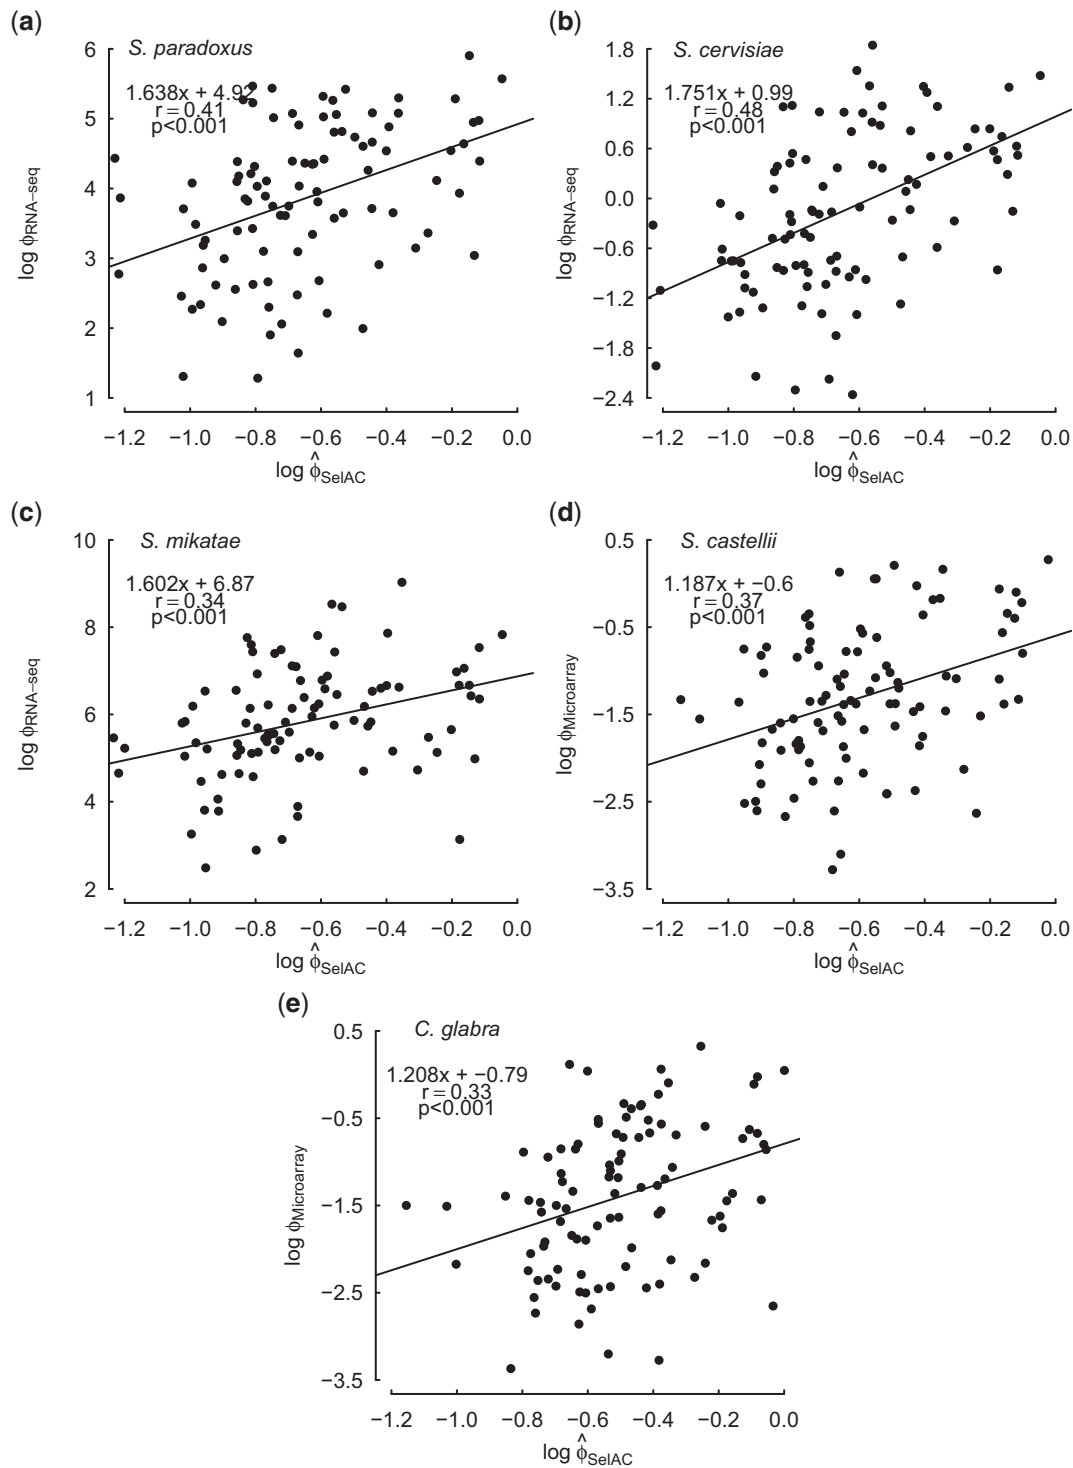 (a)
S. paradoxus
1.638x + 4.92
r = 0.41
p<0.001
6
5
4
3
2
1
log ϕRNA−seq
−1.2 −1.0 −0.8 −0.6 −0.4 −0.2 0.0
log ϕ̂SelAC
(b)
S. cervisiae
1.751x + 0.99
r = 0.48
p<0.001
1.8
1.2
0.6
0.0
−0.6
−1.2
−1.8
−2.4
log ϕRNA−seq
−1.2 −1.0 −0.8 −0.6 −0.4 −0.2 0.0
log ϕ̂SelAC
(c)
S. mikatae
1.602x + 6.87
r = 0.34
p<0.001
10
8
6
4
2
log ϕRNA−seq
−1.2 −1.0 −0.8 −0.6 −0.4 −0.2 0.0
log ϕ̂SelAC
(d)
S. castellii
1.187x + −0.6
r = 0.37
p<0.001
0.5
−0.5
−1.5
−2.5
−3.5
log ϕMicroarray
−1.2 −1.0 −0.8 −0.6 −0.4 −0.2 0.0
log ϕ̂SelAC
(e)
C. glabra
1.208x + −0.79
r = 0.33
p<0.001
0.5
−0.5
−1.5
−2.5
−3.5
log ϕMicroarray
−1.2 −1.0 −0.8 −0.6 −0.4 −0.2 0.0
log ϕ̂SelAC